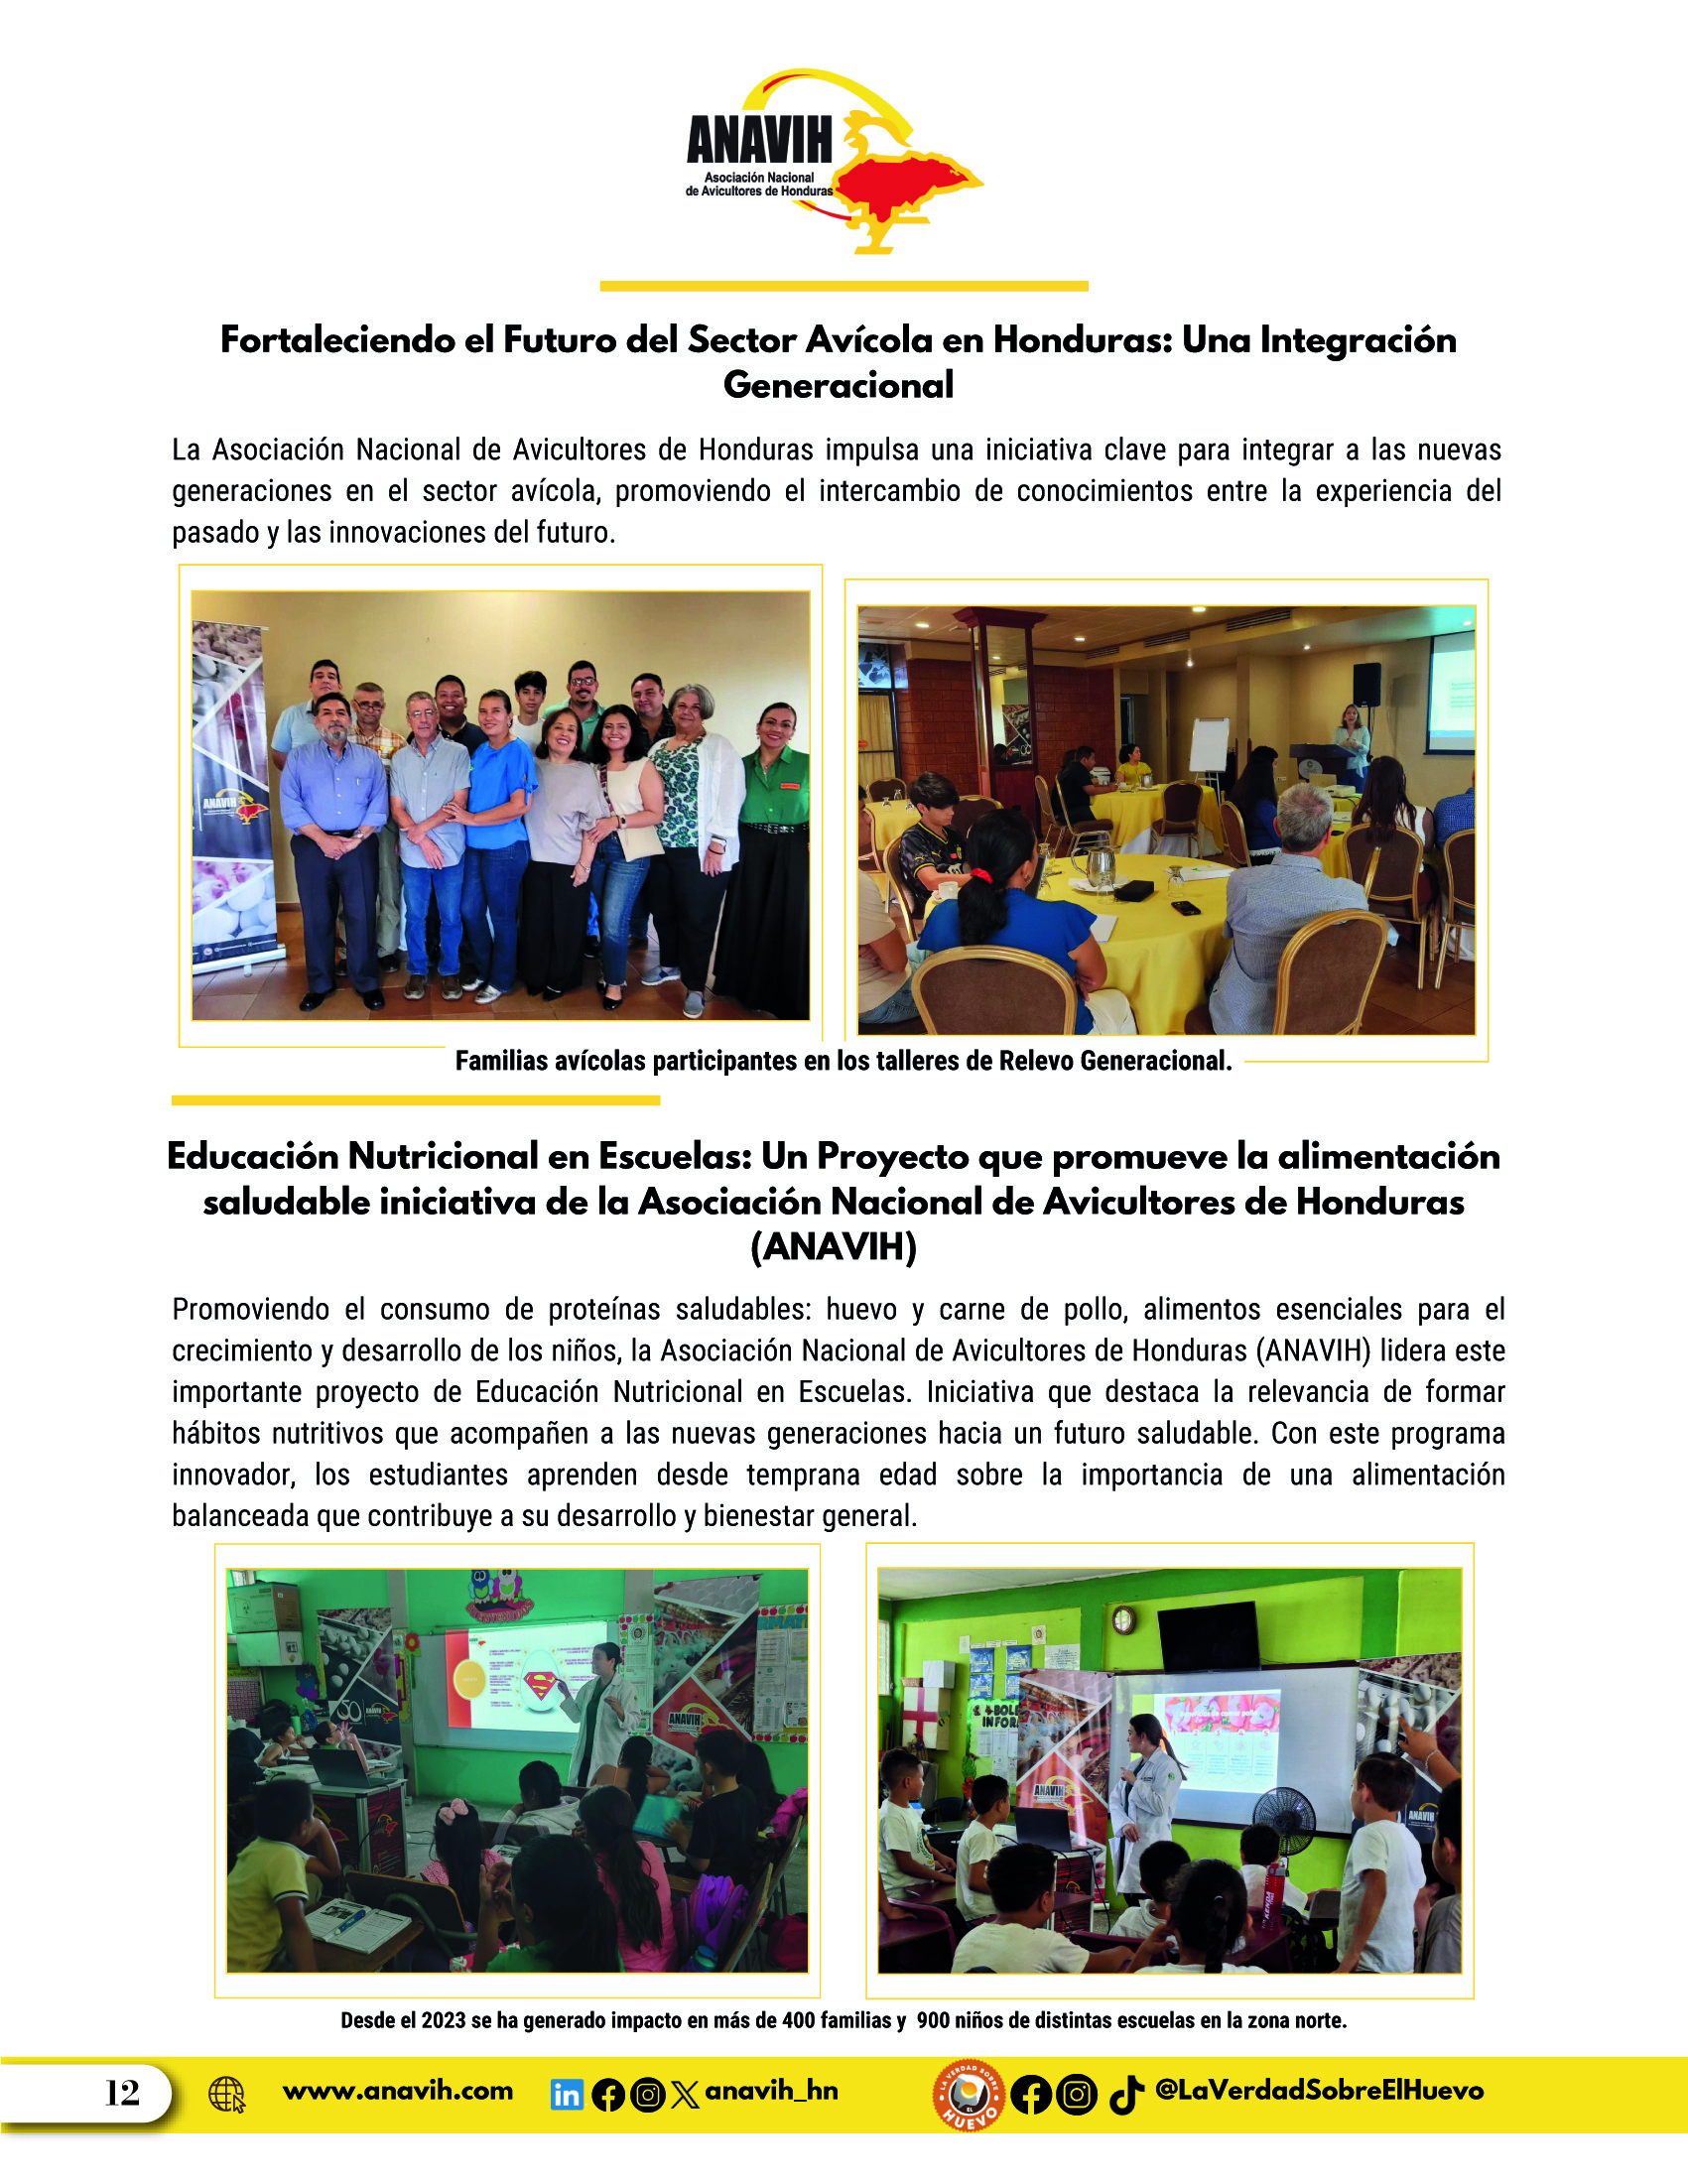 ANAVIH
Asociación Nacional
de Avicultores de Honduras
Fortaleciendo el Futuro del Sector Avícola en Honduras: Una Integración
Generacional
La Asociación Nacional de Avicultores de Honduras impulsa una iniciativa clave para integrar a las nuevas
generaciones en el sector avícola, promoviendo el intercambio de conocimientos entre la experiencia del
pasado y las innovaciones del futuro.
ANAVIH
Familias avícolas participantes en los talleres de Relevo Generacional.
Educación Nutricional en Escuelas: Un Proyecto que promueve la alimentación
saludable iniciativa de la Asociación Nacional de Avicultores de Honduras
(ANAVIH)
Promoviendo el consumo de proteínas saludables: huevo y carne de pollo, alimentos esenciales para el
crecimiento y desarrollo de los niños, la Asociación Nacional de Avicultores de Honduras (ANAVIH) lidera este
importante proyecto de Educación Nutricional en Escuelas. Iniciativa que destaca la relevancia de formar
hábitos nutritivos que acompañen a las nuevas generaciones hacia un futuro saludable. Con este programa
innovador, los estudiantes aprenden desde temprana edad sobre la importancia de una alimentación
balanceada que contribuye a su desarrollo y bienestar general.
50 ANAVIH
ANAVIH
ANAVIH
ANAVIH
KENDA
Desde el 2023 se ha generado impacto en más de 400 familias y 900 niños de distintas escuelas en la zona norte.
12
www.anavih.com
in
anavih_hn
LA VERDAD SOBRE
EL
HUEVO
@LaVerdadSobreElHuevo